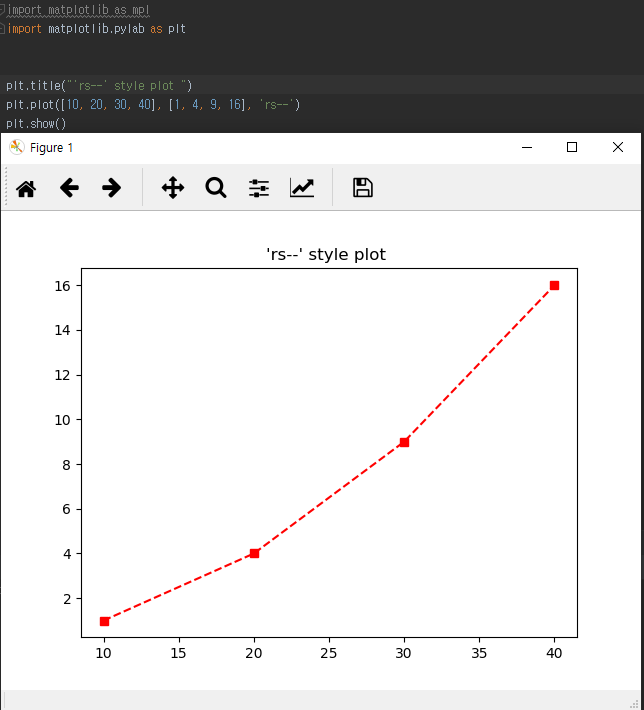 import matplotlib as mpl
import matplotlib.pylab as plt
plt.title("'rs--' style plot ")
plt.plot([10, 20, 30, 40], [1, 4, 9, 16], 'rs--')
plt.show()
Figure 1
'rs--' style plot
16
14
12
10
8
6
4
2
10 15 20 25 30 35 40